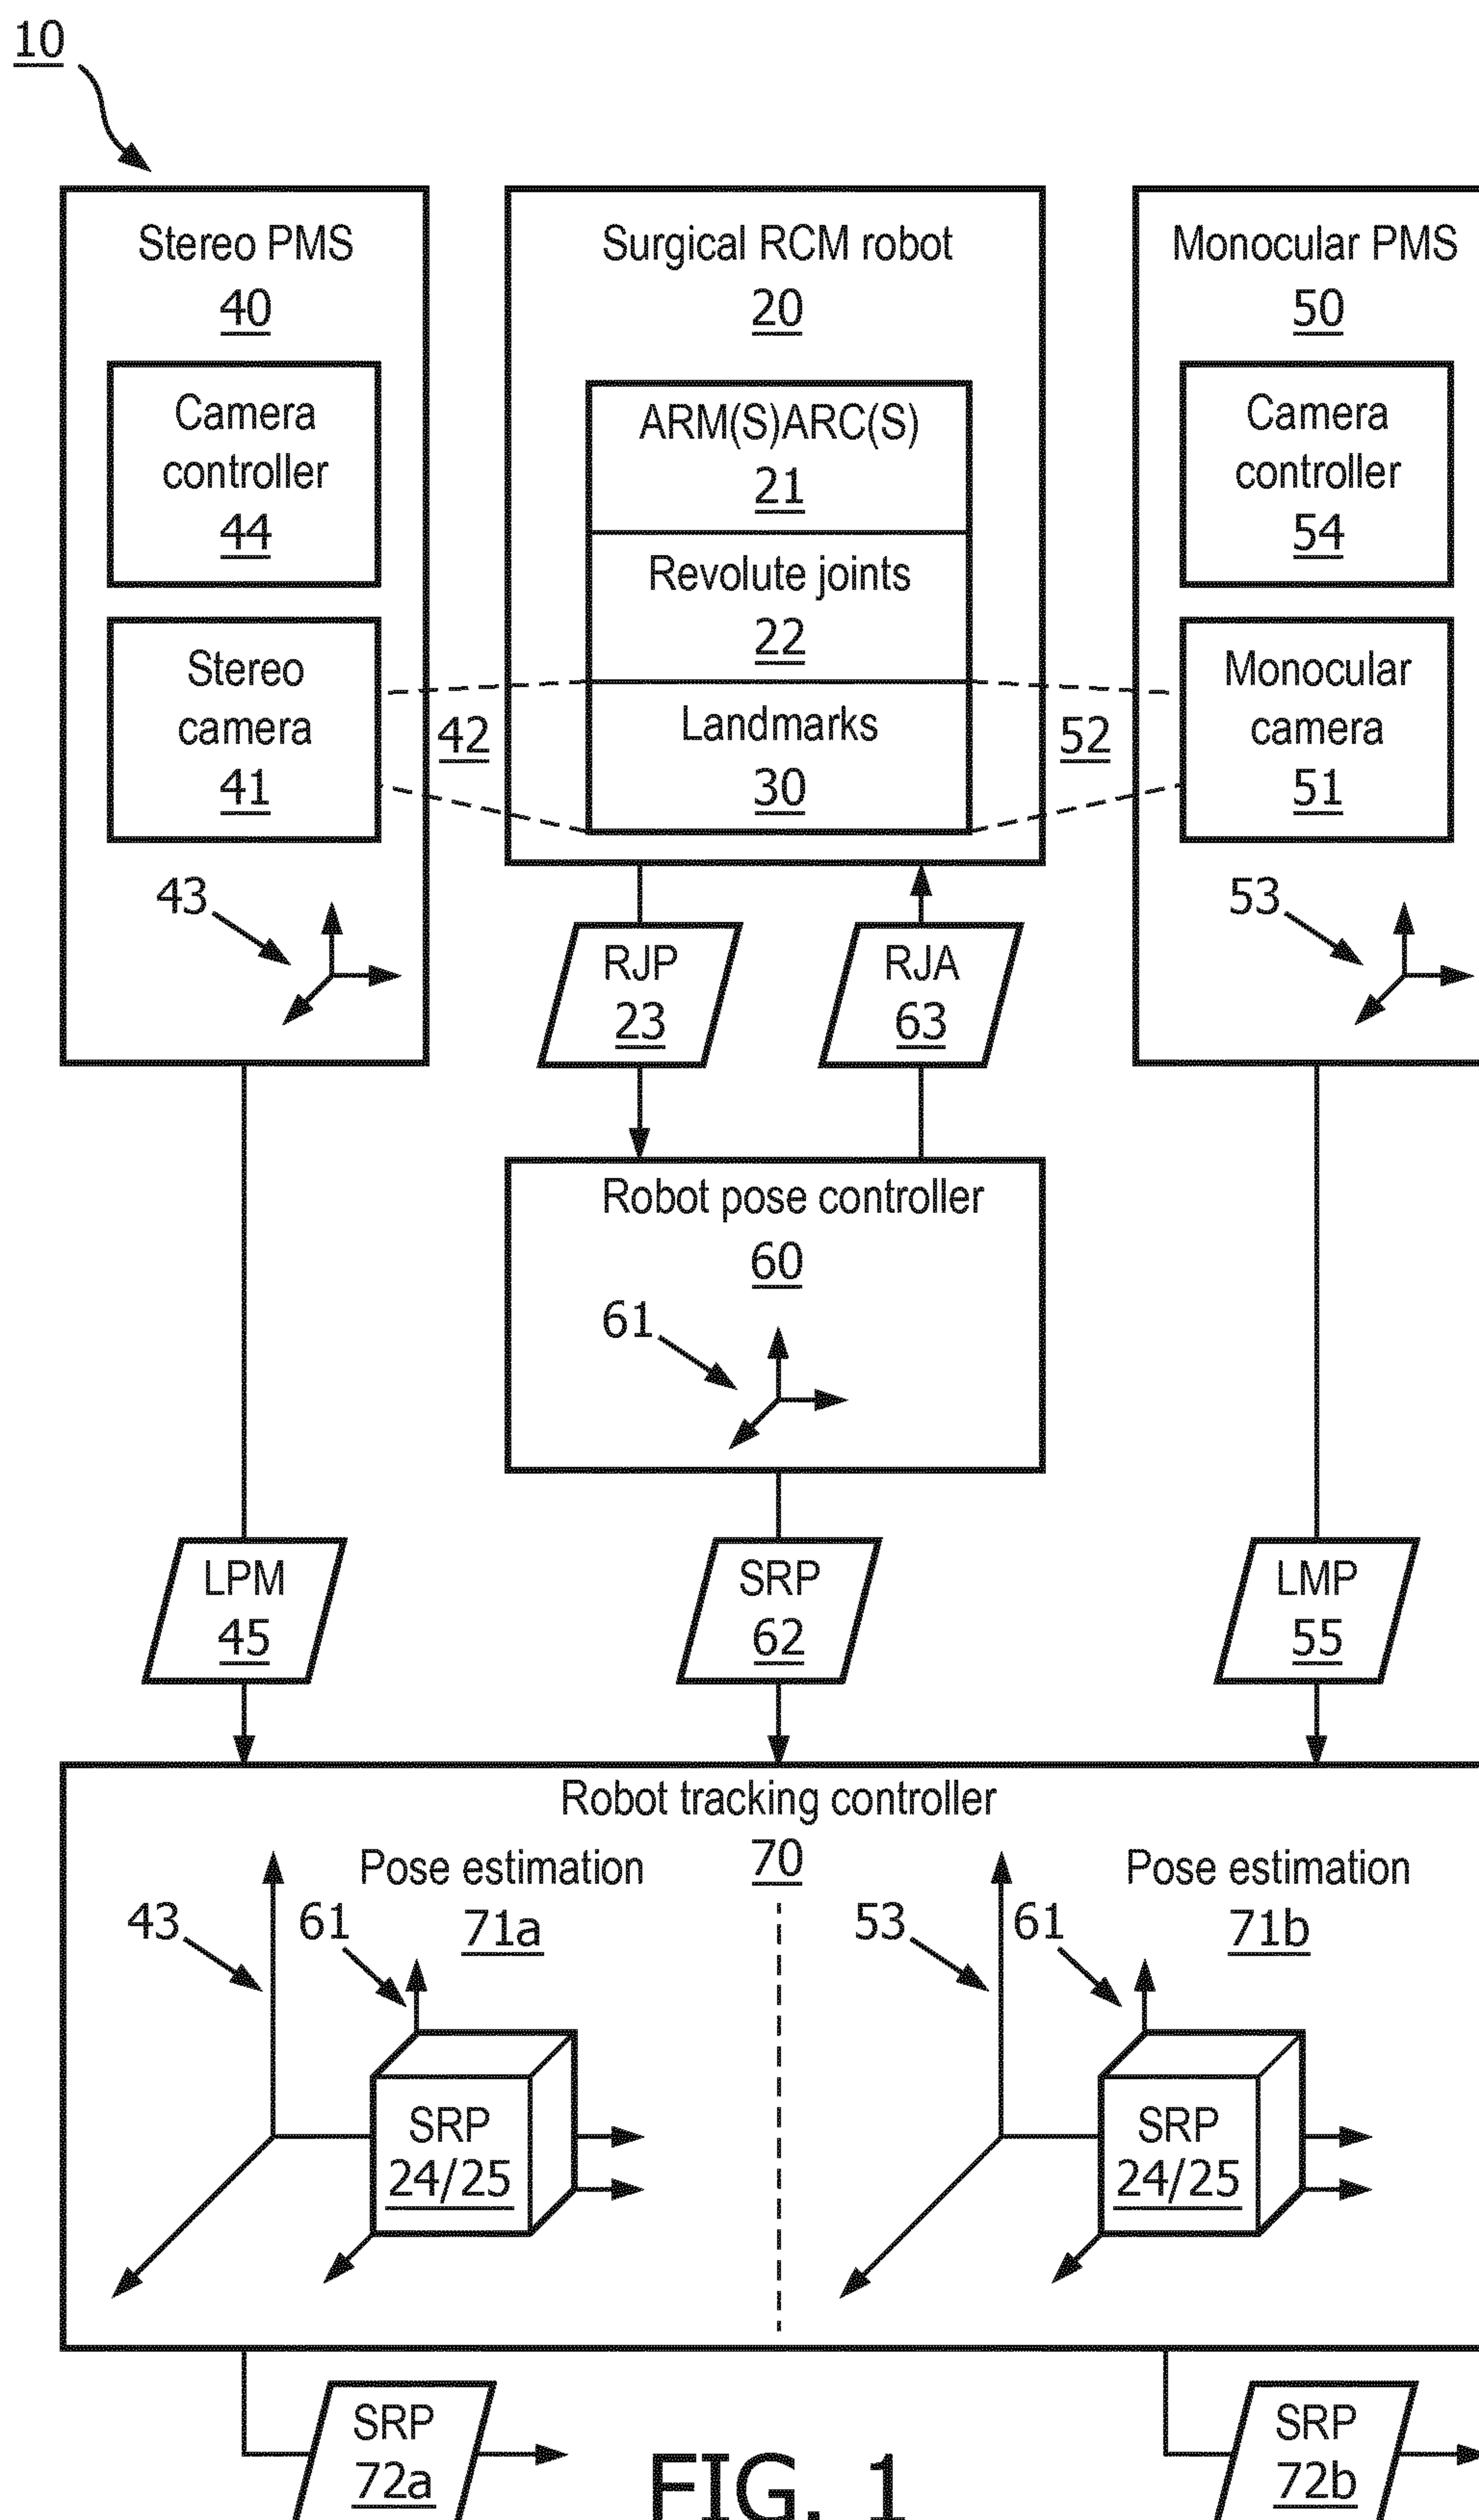 10
Stereo PMS
40
Camera
controller
44
Stereo
camera
41
43
42
Surgical RCM robot
20
ARM(S)ARC(S)
21
Revolute joints
22
Landmarks
30
52
Monocular PMS
50
Camera
controller
54
Monocular
camera
51
53
RJP
23
RJA
63
Robot pose controller
60
61
LPM
45
SRP
62
LMP
55
Robot tracking controller
70
Pose estimation
71a
43
61
SRP
24/25
Pose estimation
71b
53
61
SRP
24/25
SRP
72a
SRP
72b
FIG. 1